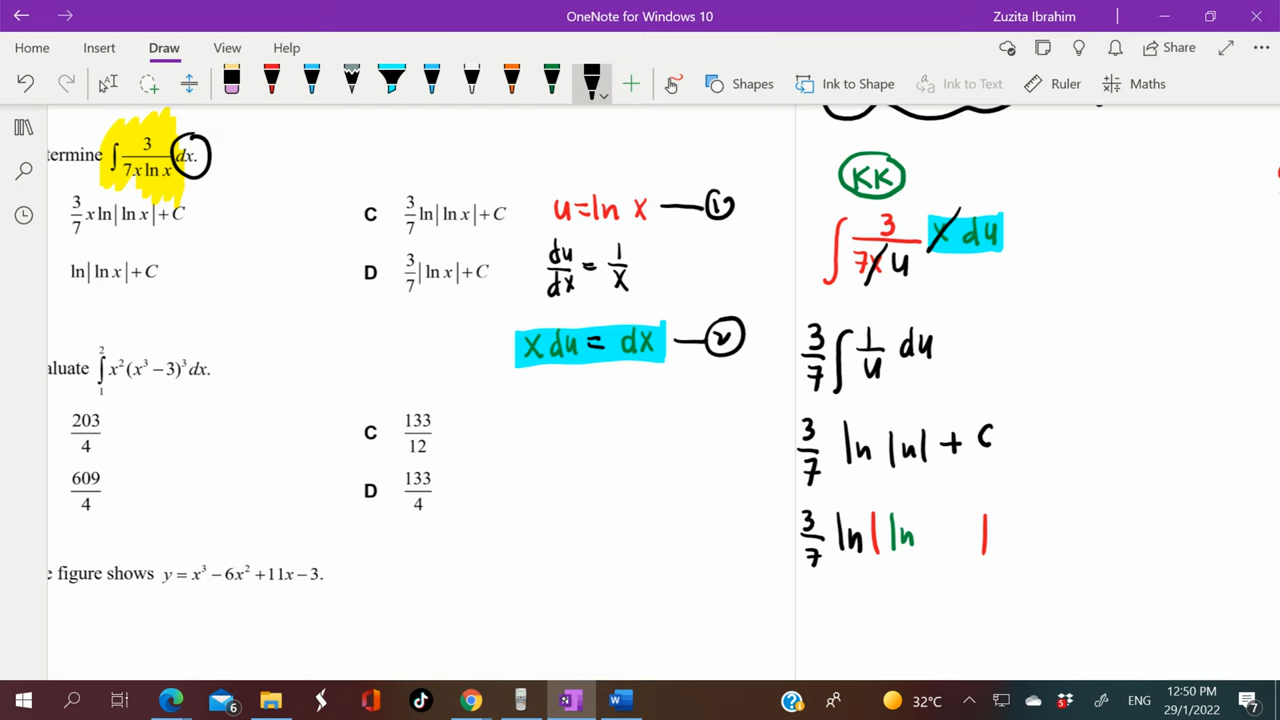 OneNote for Windows 10
Zuzita Ibrahim
Home Insert Draw View Help
Share
Shapes
Ink to Shape
Ink to Text
Ruler
Maths
termine ∫ 3/(7x ln x) dx.
3/7 x ln| ln x | + C
C 3/7 ln| ln x | + C
ln| ln x | + C
D 3/7 | ln x | + C
aluate ∫₁² x²(x³ − 3)³ dx.
203/4
C 133/12
609/4
D 133/4
e figure shows y = x³ − 6x² + 11x − 3.
u = ln x — 1
du/dx = 1/x
x du = dx — 2
KK
∫ 3/(7x u) x du
3/7 ∫ 1/u du
3/7 ln |u| + C
3/7 ln | ln |
6
32°C
ENG
12:50 PM
29/1/2022
7